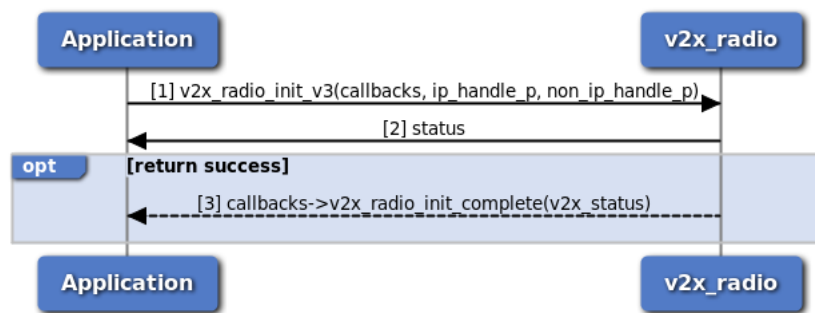 Application v2x_radio
[1] v2x_radio_init_v3(callbacks, ip_handle_p, non_ip_handle_p)
[2] status
opt [return success]
[3] callbacks->v2x_radio_init_complete(v2x_status)
Application v2x_radio